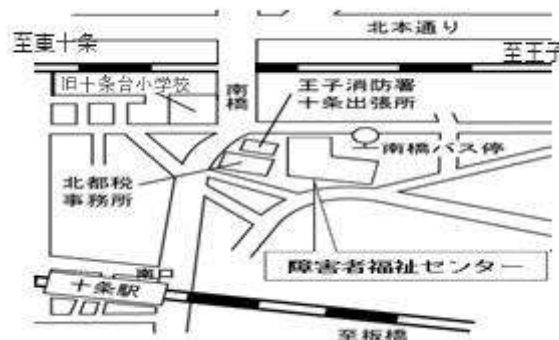 北本通り
至東十条
至王子
旧十条台小学校
南橋
王子消防署
十条出張所
南橋バス停
北都税
事務所
障害者福祉センター
南口
十条駅
至板橋